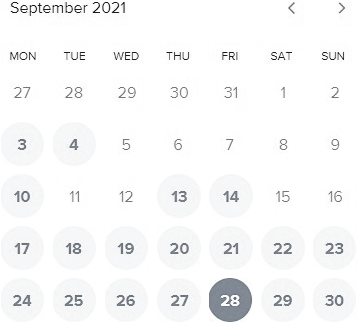 September 2021
MON TUE WED THU FRI SAT SUN
27 28 29 30 31 1 2
3 4 5 6 7 8 9
10 11 12 13 14 15 16
17 18 19 20 21 22 23
24 25 26 27 28 29 30